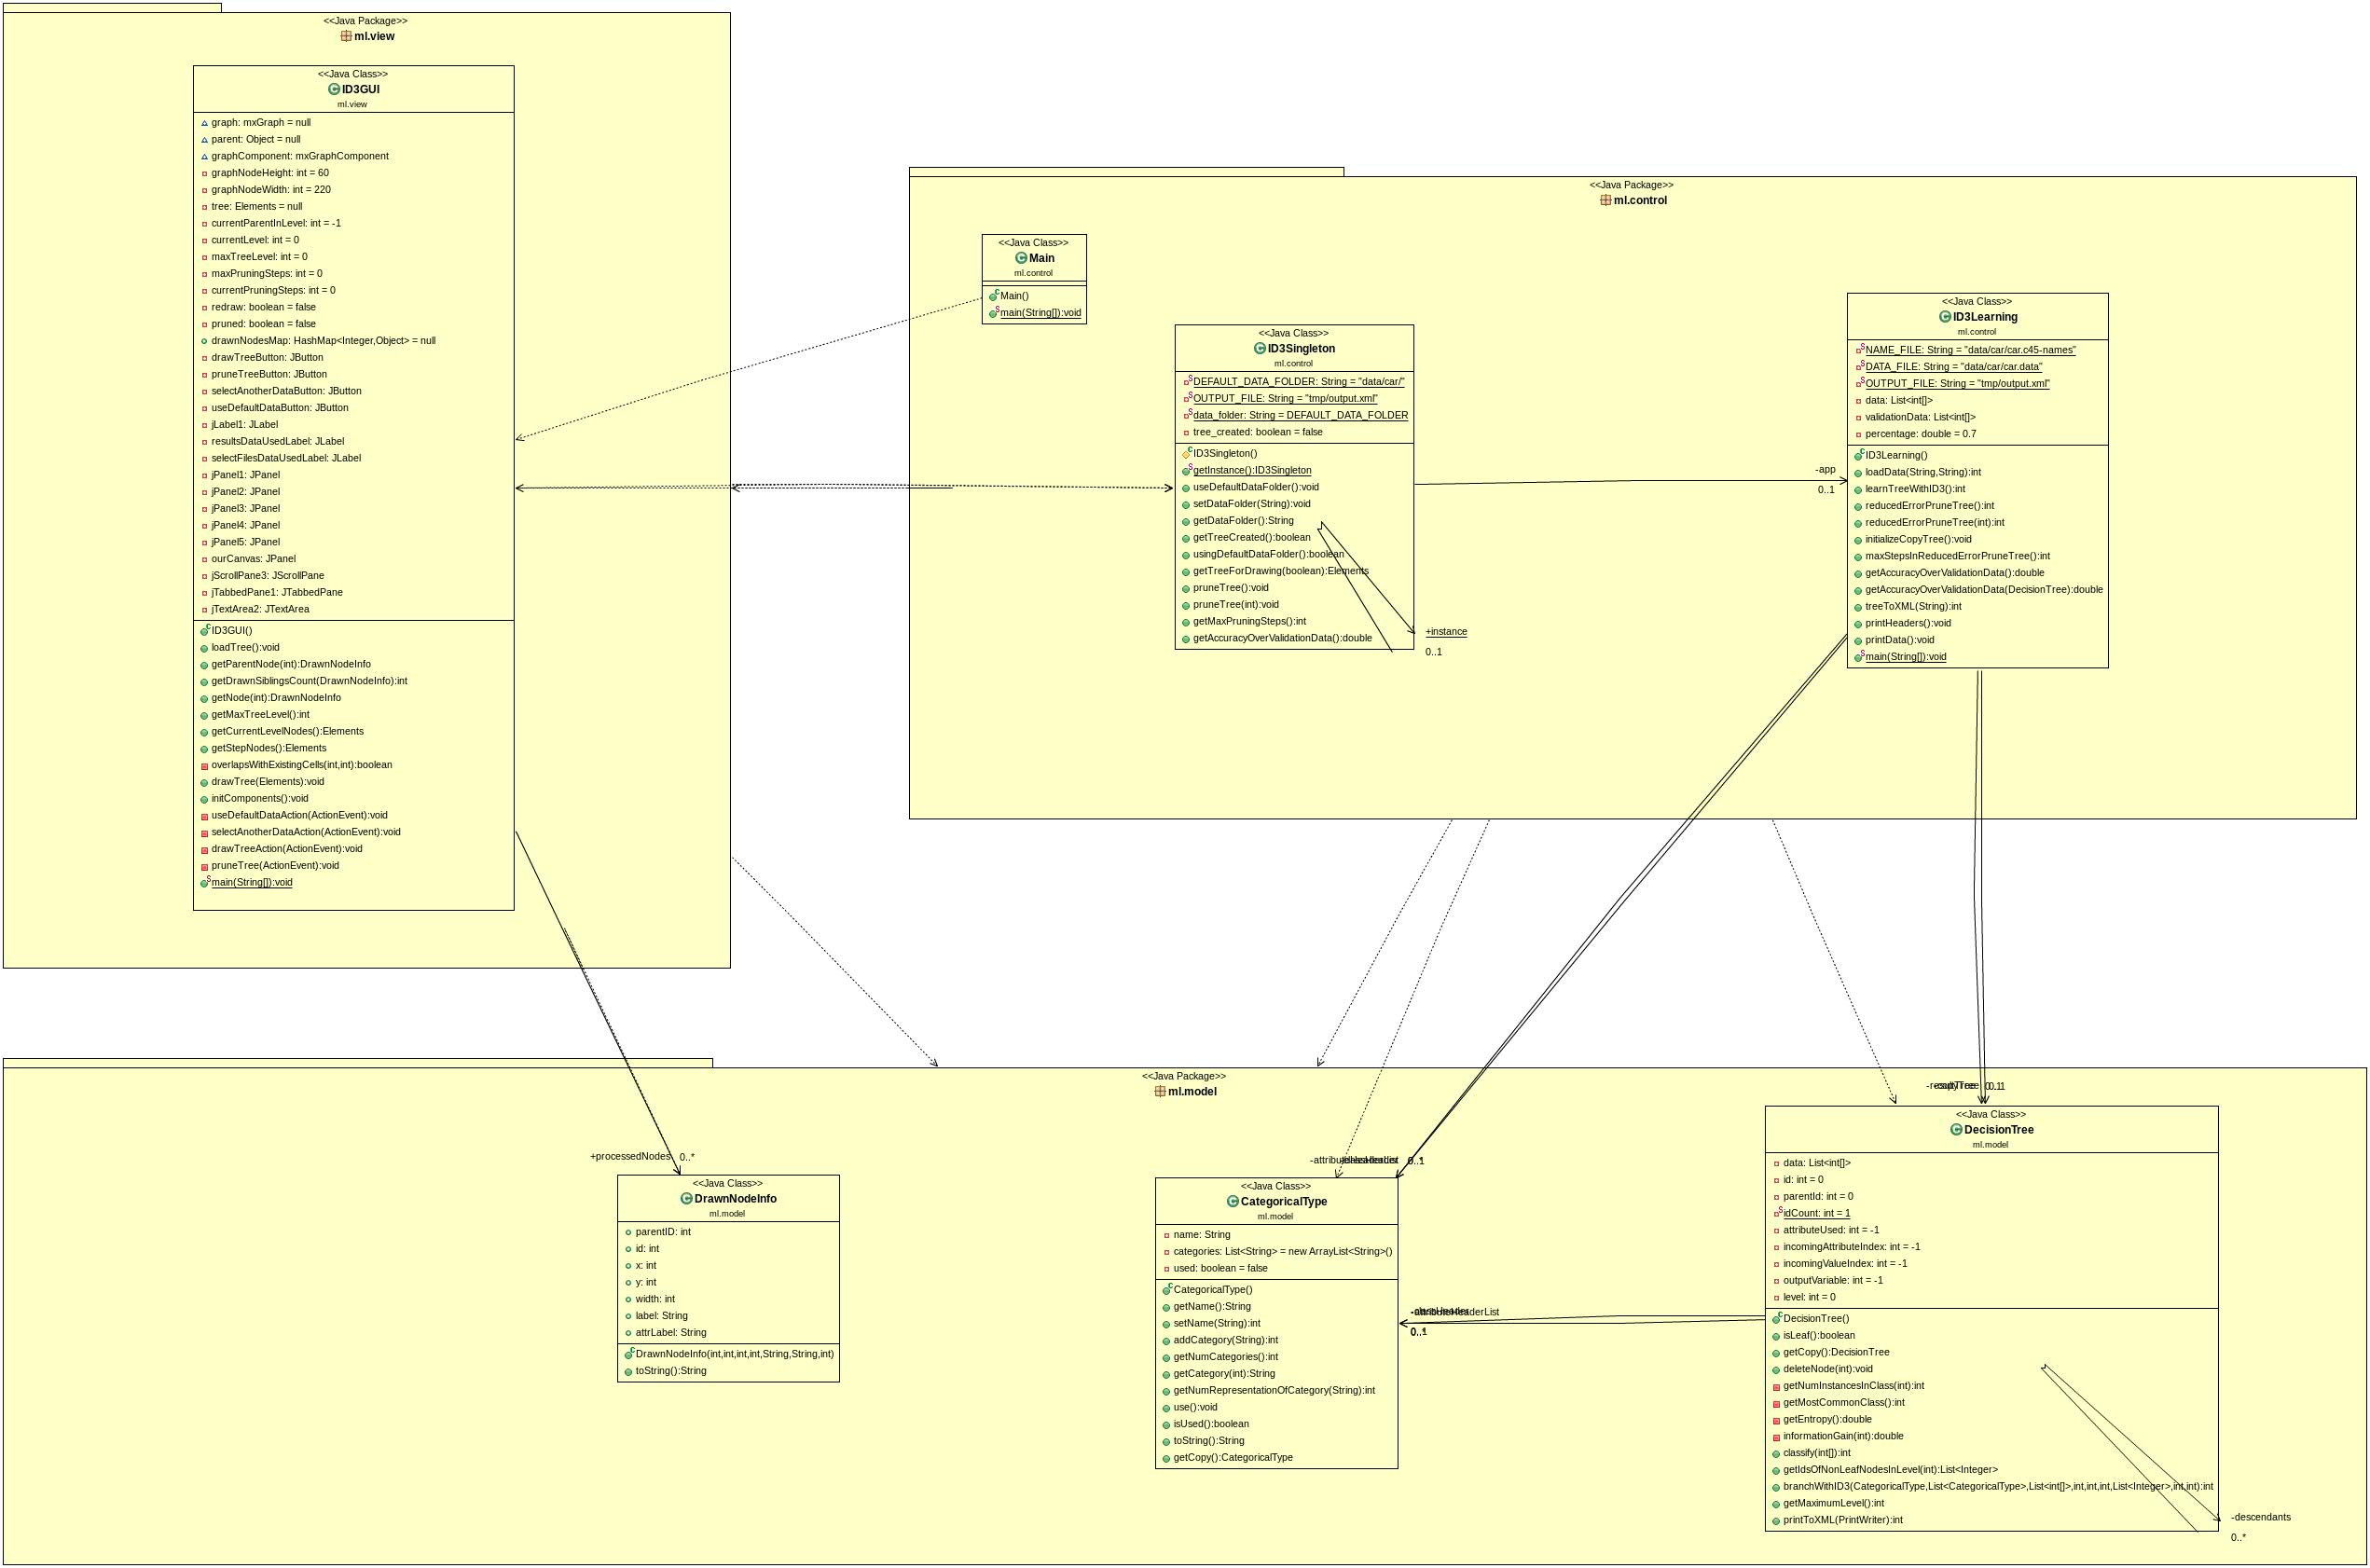 <<Java Package>>
ml.view
<<Java Class>>
ID3GUI
ml.view
graph: mxGraph = null
parent: Object = null
graphComponent: mxGraphComponent
graphNodeHeight: int = 60
graphNodeWidth: int = 220
tree: Elements = null
currentParentInLevel: int = -1
currentLevel: int = 0
maxTreeLevel: int = 0
maxPruningSteps: int = 0
currentPruningSteps: int = 0
redraw: boolean = false
pruned: boolean = false
drawnNodesMap: HashMap<Integer,Object> = null
drawTreeButton: JButton
pruneTreeButton: JButton
selectAnotherDataButton: JButton
useDefaultDataButton: JButton
jLabel1: JLabel
resultsDataUsedLabel: JLabel
selectFilesDataUsedLabel: JLabel
jPanel1: JPanel
jPanel2: JPanel
jPanel3: JPanel
jPanel4: JPanel
jPanel5: JPanel
ourCanvas: JPanel
jScrollPane3: JScrollPane
jTabbedPane1: JTabbedPane
jTextArea2: JTextArea
ID3GUI()
loadTree():void
getParentNode(int):DrawnNodeInfo
getDrawnSiblingsCount(DrawnNodeInfo):int
getNode(int):DrawnNodeInfo
getMaxTreeLevel():int
getCurrentLevelNodes():Elements
getStepNodes():Elements
overlapsWithExistingCells(int,int):boolean
drawTree(Elements):void
initComponents():void
useDefaultDataAction(ActionEvent):void
selectAnotherDataAction(ActionEvent):void
drawTreeAction(ActionEvent):void
pruneTree(ActionEvent):void
main(String[]):void
<<Java Package>>
ml.control
<<Java Class>>
Main
ml.control
Main()
main(String[]):void
<<Java Class>>
ID3Singleton
ml.control
DEFAULT_DATA_FOLDER: String = "data/car/"
OUTPUT_FILE: String = "tmp/output.xml"
data_folder: String = DEFAULT_DATA_FOLDER
tree_created: boolean = false
ID3Singleton()
getInstance():ID3Singleton
useDefaultDataFolder():void
setDataFolder(String):void
getDataFolder():String
getTreeCreated():boolean
usingDefaultDataFolder():boolean
getTreeForDrawing(boolean):Elements
pruneTree():void
pruneTree(int):void
getMaxPruningSteps():int
getAccuracyOverValidationData():double
+instance
0..1
-app
0..1
<<Java Class>>
ID3Learning
ml.control
NAME_FILE: String = "data/car/car.c45-names"
DATA_FILE: String = "data/car/car.data"
OUTPUT_FILE: String = "tmp/output.xml"
data: List<int[]>
validationData: List<int[]>
percentage: double = 0.7
ID3Learning()
loadData(String,String):int
learnTreeWithID3():int
reducedErrorPruneTree():int
reducedErrorPruneTree(int):int
initializeCopyTree():void
maxStepsInReducedErrorPruneTree():int
getAccuracyOverValidationData():double
getAccuracyOverValidationData(DecisionTree):double
treeToXML(String):int
printHeaders():void
printData():void
main(String[]):void
<<Java Package>>
ml.model
+processedNodes 0..*
<<Java Class>>
DrawnNodeInfo
ml.model
parentID: int
id: int
x: int
y: int
width: int
label: String
attrLabel: String
DrawnNodeInfo(int,int,int,int,String,String,int)
toString():String
0..1
<<Java Class>>
CategoricalType
ml.model
name: String
categories: List<String> = new ArrayList<String>()
used: boolean = false
CategoricalType()
getName():String
setName(String):int
addCategory(String):int
getNumCategories():int
getCategory(int):String
getNumRepresentationOfCategory(String):int
use():void
isUsed():boolean
toString():String
getCopy():CategoricalType
-attributeHeaderList
0..1
0..1
<<Java Class>>
DecisionTree
ml.model
data: List<int[]>
id: int = 0
parentId: int = 0
idCount: int = 1
attributeUsed: int = -1
incomingAttributeIndex: int = -1
incomingValueIndex: int = -1
outputVariable: int = -1
level: int = 0
DecisionTree()
isLeaf():boolean
getCopy():DecisionTree
deleteNode(int):void
getNumInstancesInClass(int):int
getMostCommonClass():int
getEntropy():double
informationGain(int):double
classify(int[]):int
getIdsOfNonLeafNodesInLevel(int):List<Integer>
branchWithID3(CategoricalType,List<CategoricalType>,List<int[]>,int,int,int,List<Integer>,int,int):int
getMaximumLevel():int
printToXML(PrintWriter):int
-descendants
0..*